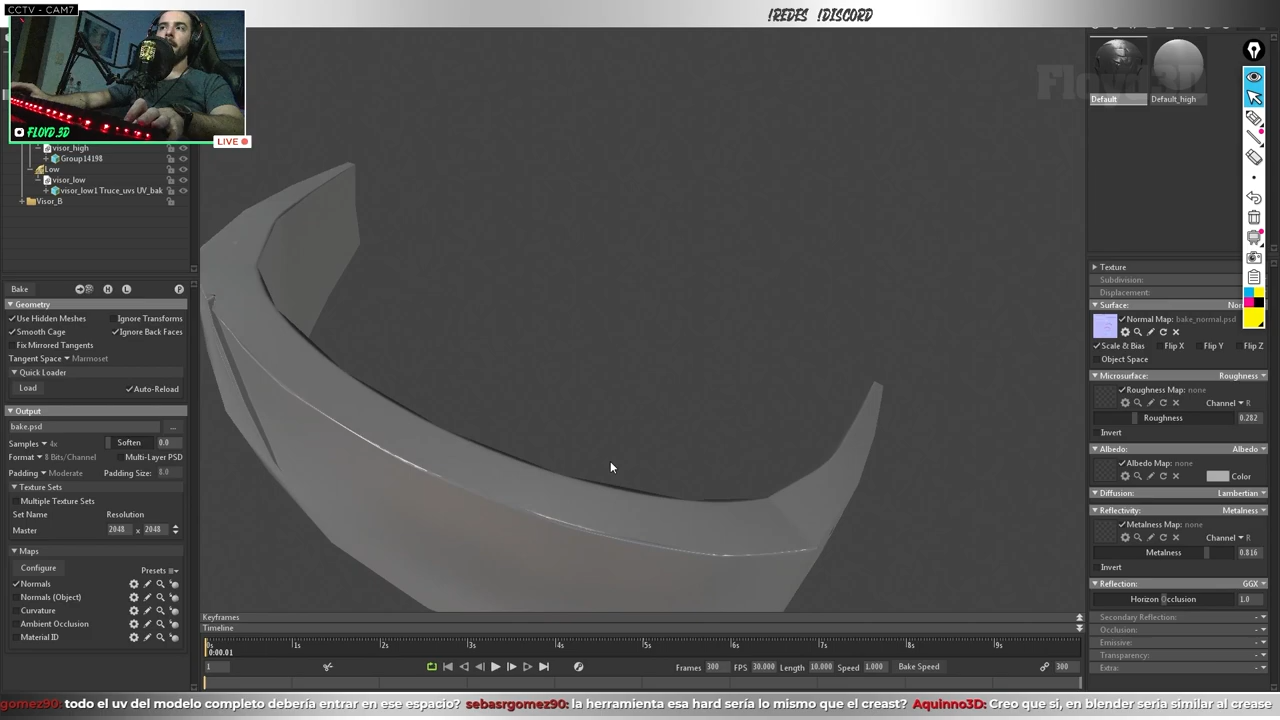 CCTV - CAM7
!REDES !DISCORD
FLOYD.3D
LIVE
Floyd.3D
Default
Default_high
visor_high
Group14198
Low
visor_low
visor_low1 Truce_uvs UV_bak
Visor_B
Bake
H
L
P
Geometry
Use Hidden Meshes
Ignore Transforms
Smooth Cage
Ignore Back Faces
Fix Mirrored Tangents
Tangent Space Marmoset
Quick Loader
Load
Auto-Reload
Output
bake.psd
...
Samples 4x
Soften 0.0
Format 8 Bits/Channel
Multi-Layer PSD
Padding Moderate
Padding Size: 8.0
Texture Sets
Multiple Texture Sets
Set Name
Resolution
Master
2048 x 2048
Maps
Configure
Presets
Normals
Normals (Object)
Curvature
Ambient Occlusion
Material ID
Texture
Subdivision:
Displacement:
Surface:
Normal Map: bake_normal.psd
Scale & Bias
Flip X
Flip Y
Flip Z
Object Space
Microsurface:
Roughness
Roughness Map: none
Channel R
Roughness
0.282
Invert
Albedo:
Albedo
Albedo Map: none
Color
Diffusion:
Lambertian
Reflectivity:
Metalness
Metalness Map: none
Channel R
Metalness
0.816
Invert
Reflection:
GGX
Horizon Occlusion
1.0
Secondary Reflection:
Occlusion:
Emissive:
Transparency:
Extra:
Keyframes
Timeline
0s 1s 2s 3s 4s 5s 6s 7s 8s 9s
0:00.01
1
Frames 300 FPS 30.000 Length 10.000 Speed 1.000 Bake Speed
300
gomez90: todo el uv del modelo completo debería entrar en ese espacio? sebasrgomez90: la herramienta esa hard sería lo mismo que el creast? Aquinno3D: Creo que si, en blender seria similar al crease